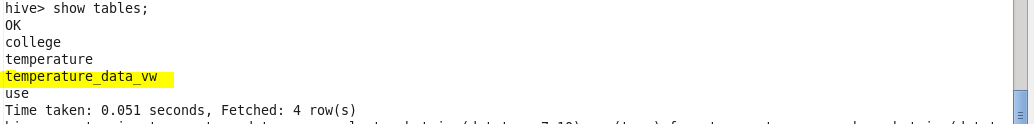 hive> show tables;
OK
college
temperature
temperature_data_vw
use
Time taken: 0.051 seconds, Fetched: 4 row(s)